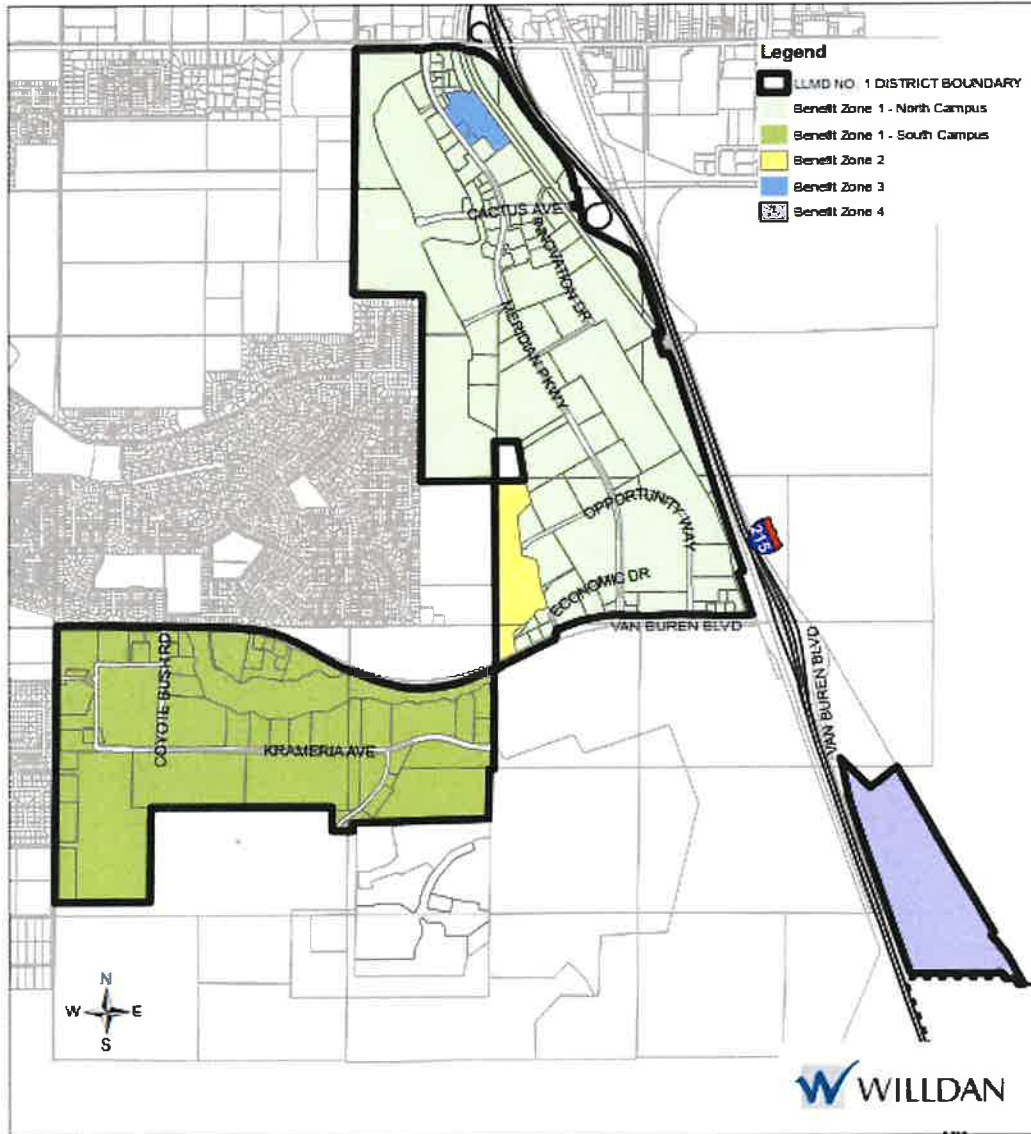 Legend
LLMD NO. 1 DISTRICT BOUNDARY
Benefit Zone 1 - North Campus
Benefit Zone 1 - South Campus
Benefit Zone 2
Benefit Zone 3
Benefit Zone 4
CACTUS AVE
INNOVATION DR
MERIDIAN PKWY
OPPORTUNITY WAY
215
ECONOMIC DR
VAN BUREN BLVD
VAN BUREN BLVD
COYOTE BUSH RD
KRAMERIA AVE
N
W E
S
W WILLDAN